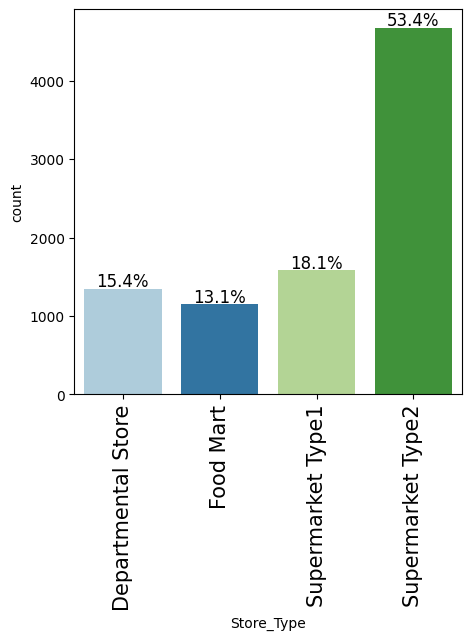 53.4%
4000
3000
count
2000
18.1%
15.4%
13.1%
1000
0
Departmental Store
Food Mart
Supermarket Type1
Supermarket Type2
Store_Type